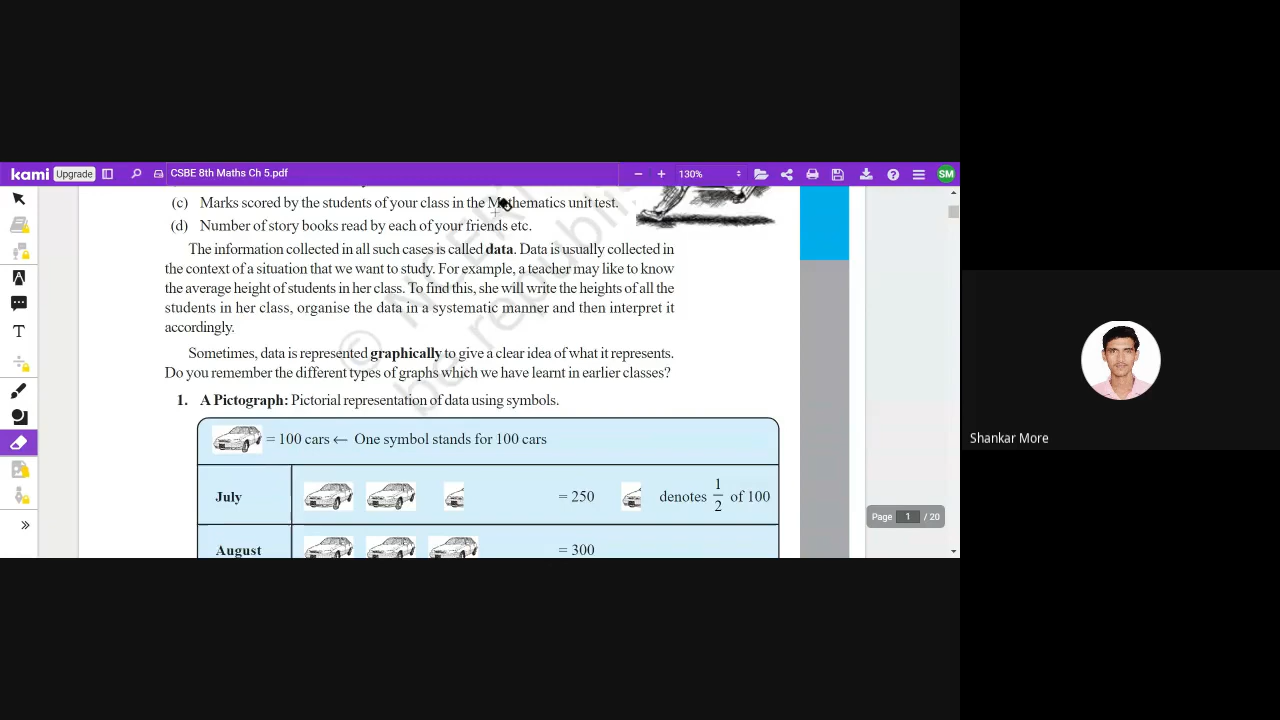 kami Upgrade CSBE 8th Maths Ch 5.pdf 130% SM
(c) Marks scored by the students of your class in the Mathematics unit test.
(d) Number of story books read by each of your friends etc.
The information collected in all such cases is called data. Data is usually collected
in the context of a situation that we want to study. For example, a teacher may like to know
the average height of students in her class. To find this, she will write the heights of all the
students in her class, organise the data in a systematic manner and then interpret it
accordingly.
Sometimes, data is represented graphically to give a clear idea of what it represents.
Do you remember the different types of graphs which we have learnt in earlier classes?
1. A Pictograph: Pictorial representation of data using symbols.
= 100 cars ← One symbol stands for 100 cars
July = 250 denotes 1/2 of 100
August = 300
Page 1 / 20
© NCERT
republis
Shankar More